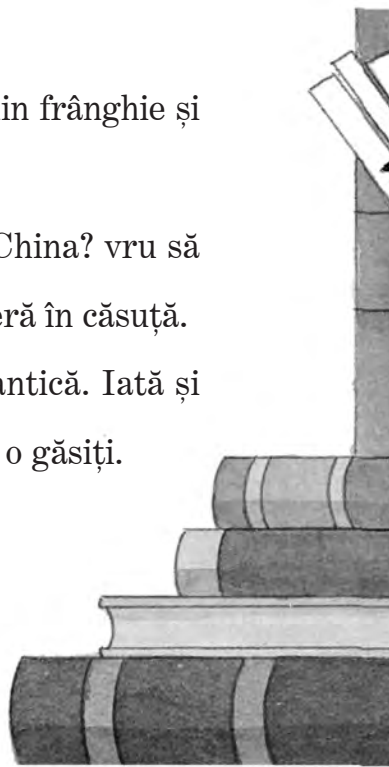 in frânghie și
China? vru să
eră în căsuță.
antică. Iată și
o găsiți.